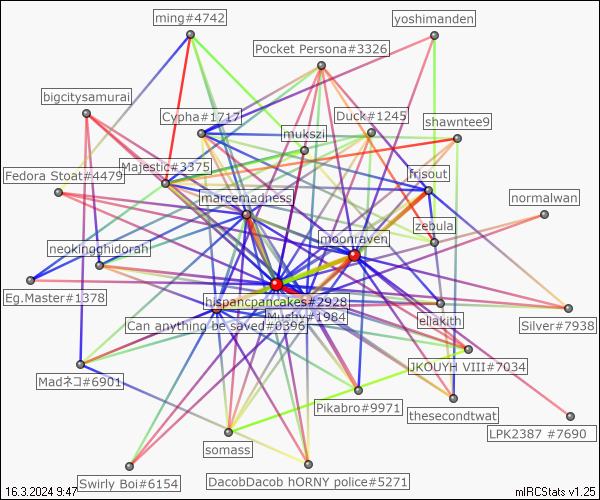 ming#4742
yoshimanden
Pocket Persona#3326
bigcitysamurai
Cypha#1717
Duck#1245
shawntee9
mukszi
Majestic#3375
Fedora Stoat#4479
frisout
marcemadness
normalwan
zebula
moonraven
neokingghidorah
Eg.Master#1378
hispancpancakes#2928
eliakith
Mushy#1984
Silver#7938
Can anything be saved#0396
JKOUYH VIII#7034
Madネコ#6901
Pikabro#9971
thesecondtwat
LPK2387 #7690
somass
Swirly Boi#6154
DacobDacob hORNY police#5271
16.3.2024 9:47
mIRCStats v1.25